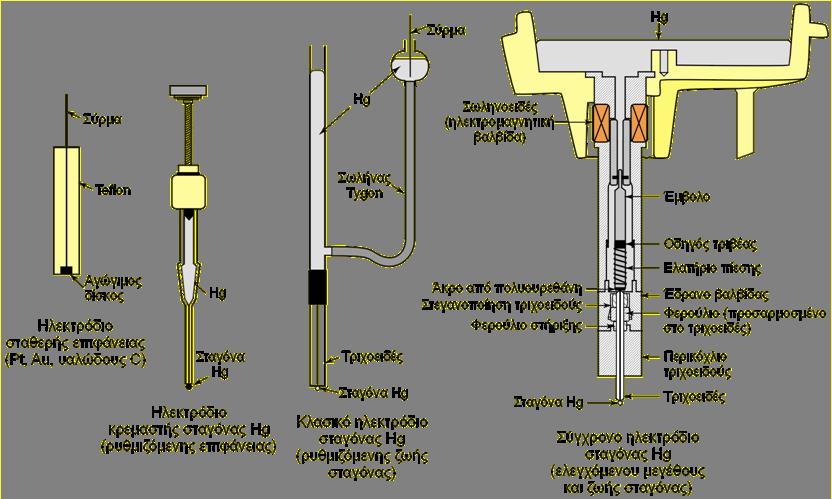 Σύρμα
Teflon
Αγώγιμος
δίσκος
Ηλεκτρόδιο
σταθερής επιφάνειας
(Pt, Au, υαλώδους C)
Hg
Σταγόνα
Hg
Ηλεκτρόδιο
κρεμαστής σταγόνας Hg
(ρυθμιζόμενης επιφάνειας)
Σύρμα
Hg
Σωλήνας
Tygon
Τριχοειδές
Σταγόνα Hg
Κλασικό ηλεκτρόδιο
σταγόνας Hg
(ρυθμιζόμενης ζωής
σταγόνας)
Hg
Σωληνοειδές
(ηλεκτρομαγνητική
βαλβίδα)
Έμβολο
Οδηγός τριβέας
Ελατήριο πίεσης
Άκρο από πολυουρεθάνη
Έδρανο βαλβίδας
Στεγανοποίηση τριχοειδούς
Φερούλιο (προσαρμοσμένο
στο τριχοειδές)
Φερούλιο στήριξης
Περικόχλιο
τριχοειδούς
Τριχοειδές
Σταγόνα Hg
Σύγχρονο ηλεκτρόδιο
σταγόνας Hg
(ελεγχόμενου μεγέθους
και ζωής σταγόνας)